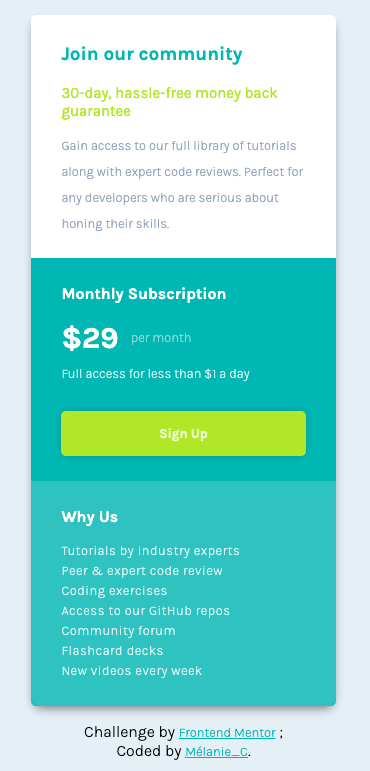 Join our community
30-day, hassle-free money back
guarantee
Gain access to our full library of tutorials
along with expert code reviews. Perfect for
any developers who are serious about
honing their skills.
Monthly Subscription
$29 per month
Full access for less than $1 a day
Sign Up
Why Us
Tutorials by industry experts
Peer & expert code review
Coding exercises
Access to our GitHub repos
Community forum
Flashcard decks
New videos every week
Challenge by Frontend Mentor ;
Coded by Mélanie_C.